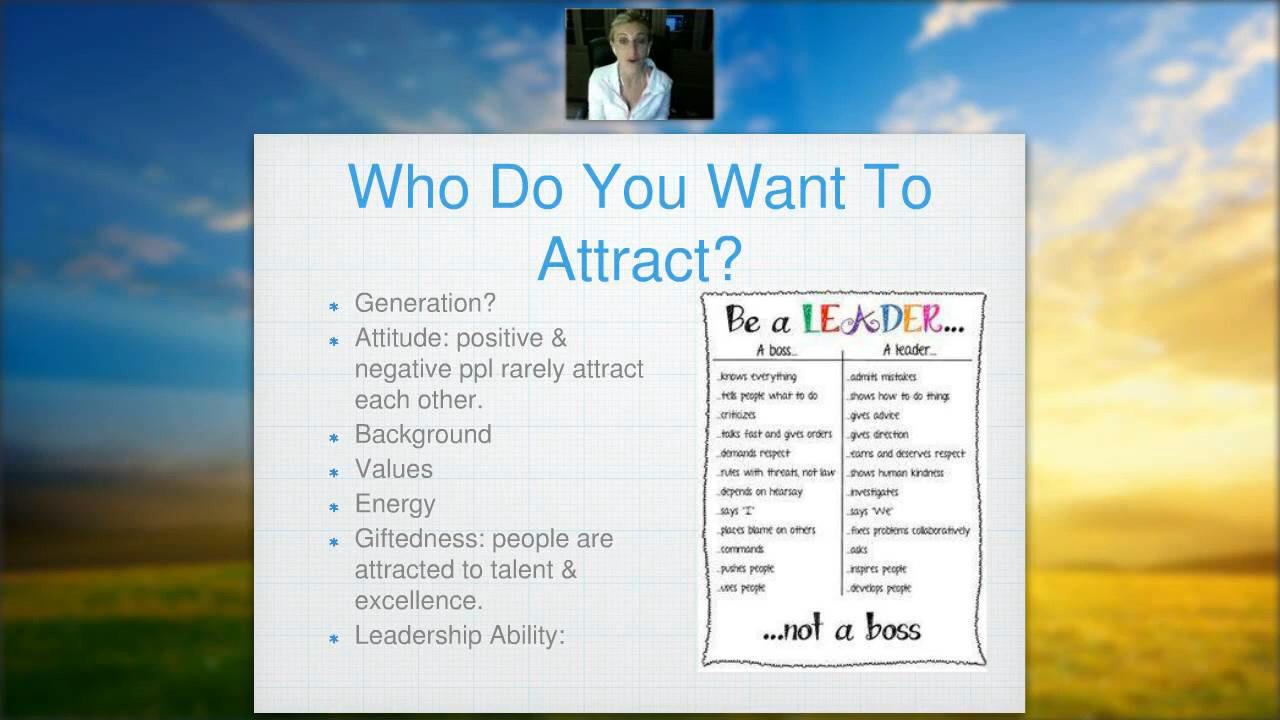 Who Do You Want To
Attract?
* Generation?
* Attitude: positive &
negative ppl rarely attract
each other.
* Background
* Values
* Energy
* Giftedness: people are
attracted to talent &
excellence.
* Leadership Ability:
Be a LEADER...
A boss... A leader...
...knows everything ...admits mistakes
...tells people what to do ...shows how to do things
...criticizes ...gives advice
...talks fast and gives orders ...gives direction
...demands respect ...earns and deserves respect
...rules with threats, not law ...shows human kindness
...depends on hearsay ...investigates
...says "I" ...says "We"
...places blame on others ...fixes problems collaboratively
...commands ...asks
...pushes people ...inspires people
...uses people ...develops people
...not a boss